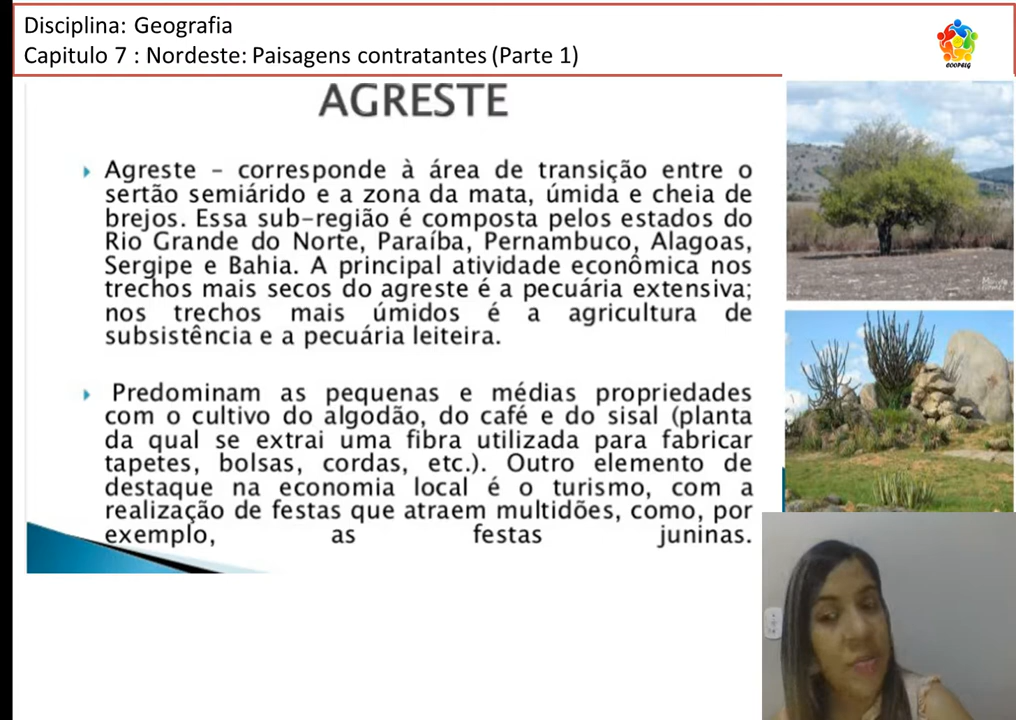 Disciplina: Geografia
Capitulo 7 : Nordeste: Paisagens contratantes (Parte 1)
COOPEIG
AGRESTE
Agreste – corresponde à área de transição entre o
sertão semiárido e a zona da mata, úmida e cheia de
brejos. Essa sub-região é composta pelos estados do
Rio Grande do Norte, Paraíba, Pernambuco, Alagoas,
Sergipe e Bahia. A principal atividade econômica nos
trechos mais secos do agreste é a pecuária extensiva;
nos trechos mais úmidos é a agricultura de
subsistência e a pecuária leiteira.
Predominam as pequenas e médias propriedades
com o cultivo do algodão, do café e do sisal (planta
da qual se extrai uma fibra utilizada para fabricar
tapetes, bolsas, cordas, etc.). Outro elemento de
destaque na economia local é o turismo, com a
realização de festas que atraem multidões, como, por
exemplo, as festas juninas.